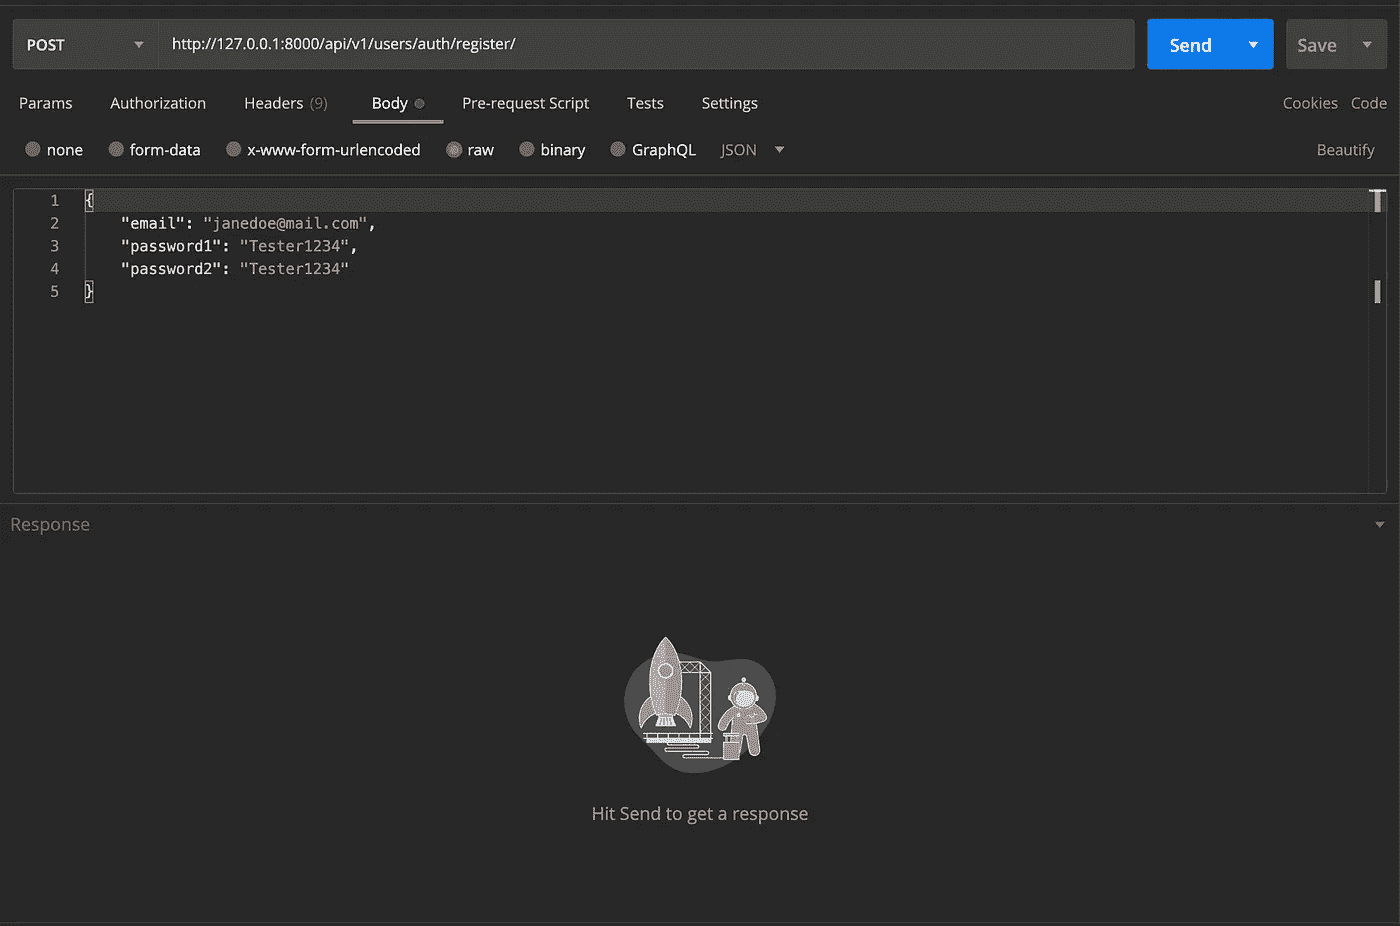 POST http://127.0.0.1:8000/api/v1/users/auth/register/ Send Save
Params Authorization Headers (9) Body Pre-request Script Tests Settings Cookies Code
none form-data x-www-form-urlencoded raw binary GraphQL JSON Beautify
1 {
2 "email": "janedoe@mail.com",
3 "password1": "Tester1234",
4 "password2": "Tester1234"
5 }
Response
Hit Send to get a response